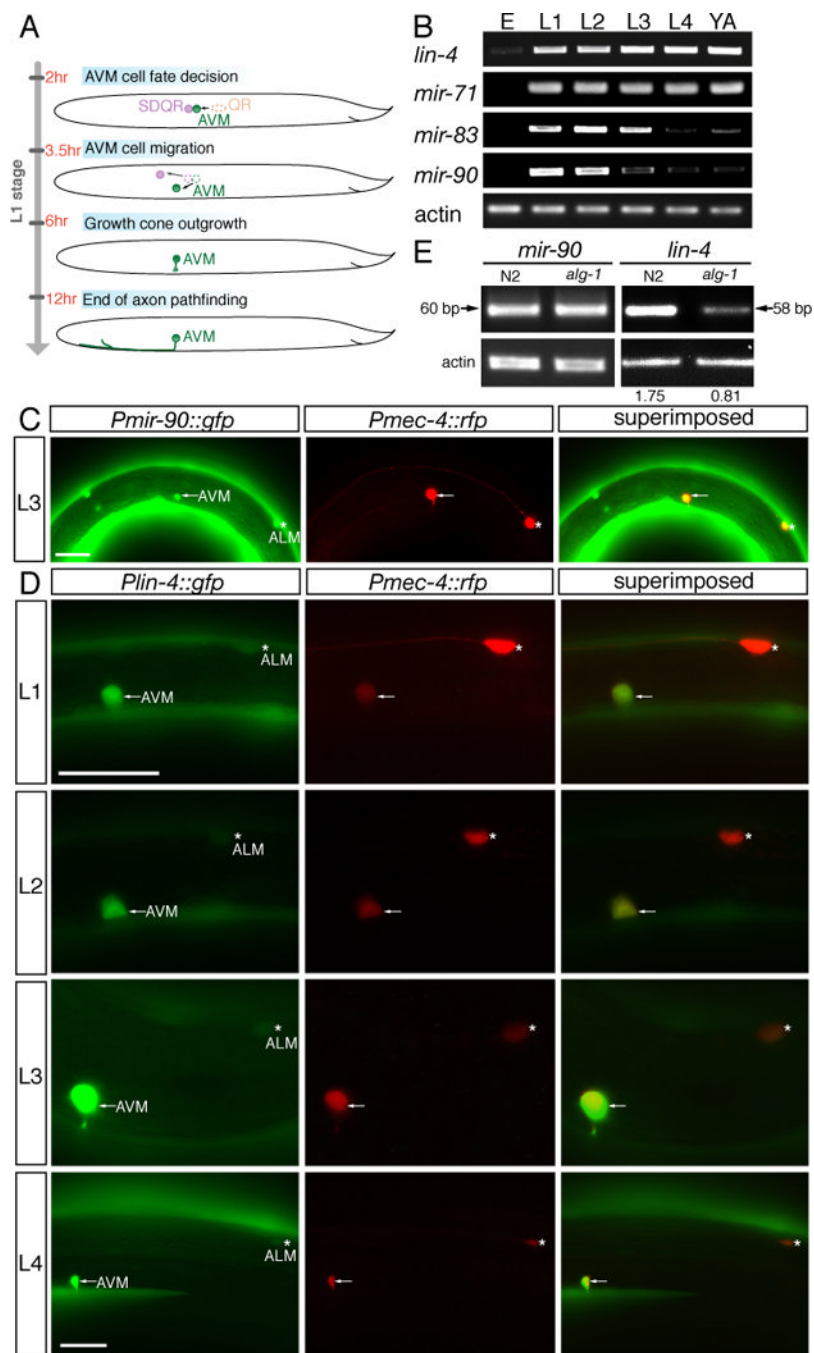 A
L1 stage
2hr AVM cell fate decision
SDQR QR
AVM
3.5hr AVM cell migration
AVM
6hr Growth cone outgrowth
AVM
12hr End of axon pathfinding
AVM
B
E L1 L2 L3 L4 YA
lin-4
mir-71
mir-83
mir-90
actin
E
mir-90 lin-4
N2 alg-1 N2 alg-1
60 bp 58 bp
actin
1.75 0.81
C
Pmir-90::gfp Pmec-4::rfp superimposed
L3
AVM
* * *
ALM
D
Plin-4::gfp Pmec-4::rfp superimposed
L1
* * *
ALM
AVM
L2
* * *
ALM
AVM
L3
* * *
ALM
AVM
L4
* * *
ALM
AVM